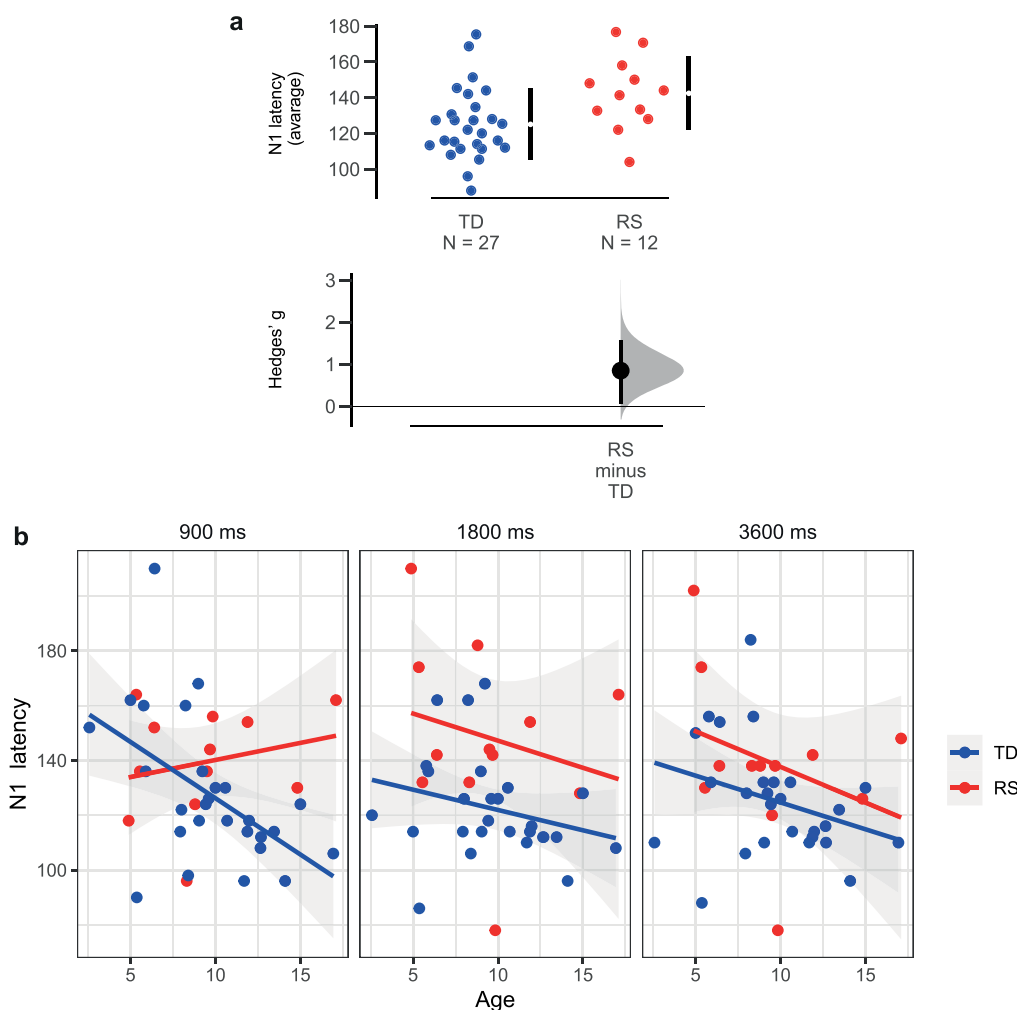 a
180
160
140
120
100
N1 latency
(avarage)
TD
N = 27
RS
N = 12
3
2
1
0
Hedges' g
RS
minus
TD
b
900 ms
1800 ms
3600 ms
180
140
100
N1 latency
5
10
15
5
10
15
5
10
15
Age
TD
RS